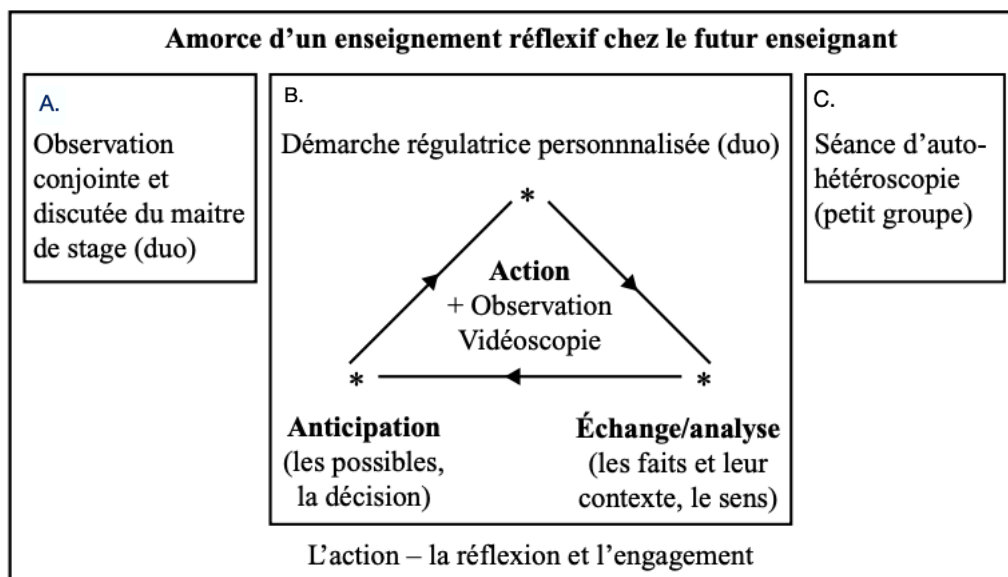 Amorce d'un enseignement réflexif chez le futur enseignant
A.
Observation
conjointe et
discutée du maitre
de stage (duo)
B.
Démarche régulatrice personnnalisée (duo)
*
Action
+ Observation
Vidéoscopie
*
*
Anticipation
(les possibles,
la décision)
Échange/analyse
(les faits et leur
contexte, le sens)
C.
Séance d'auto-
hétéroscopie
(petit groupe)
L'action – la réflexion et l'engagement